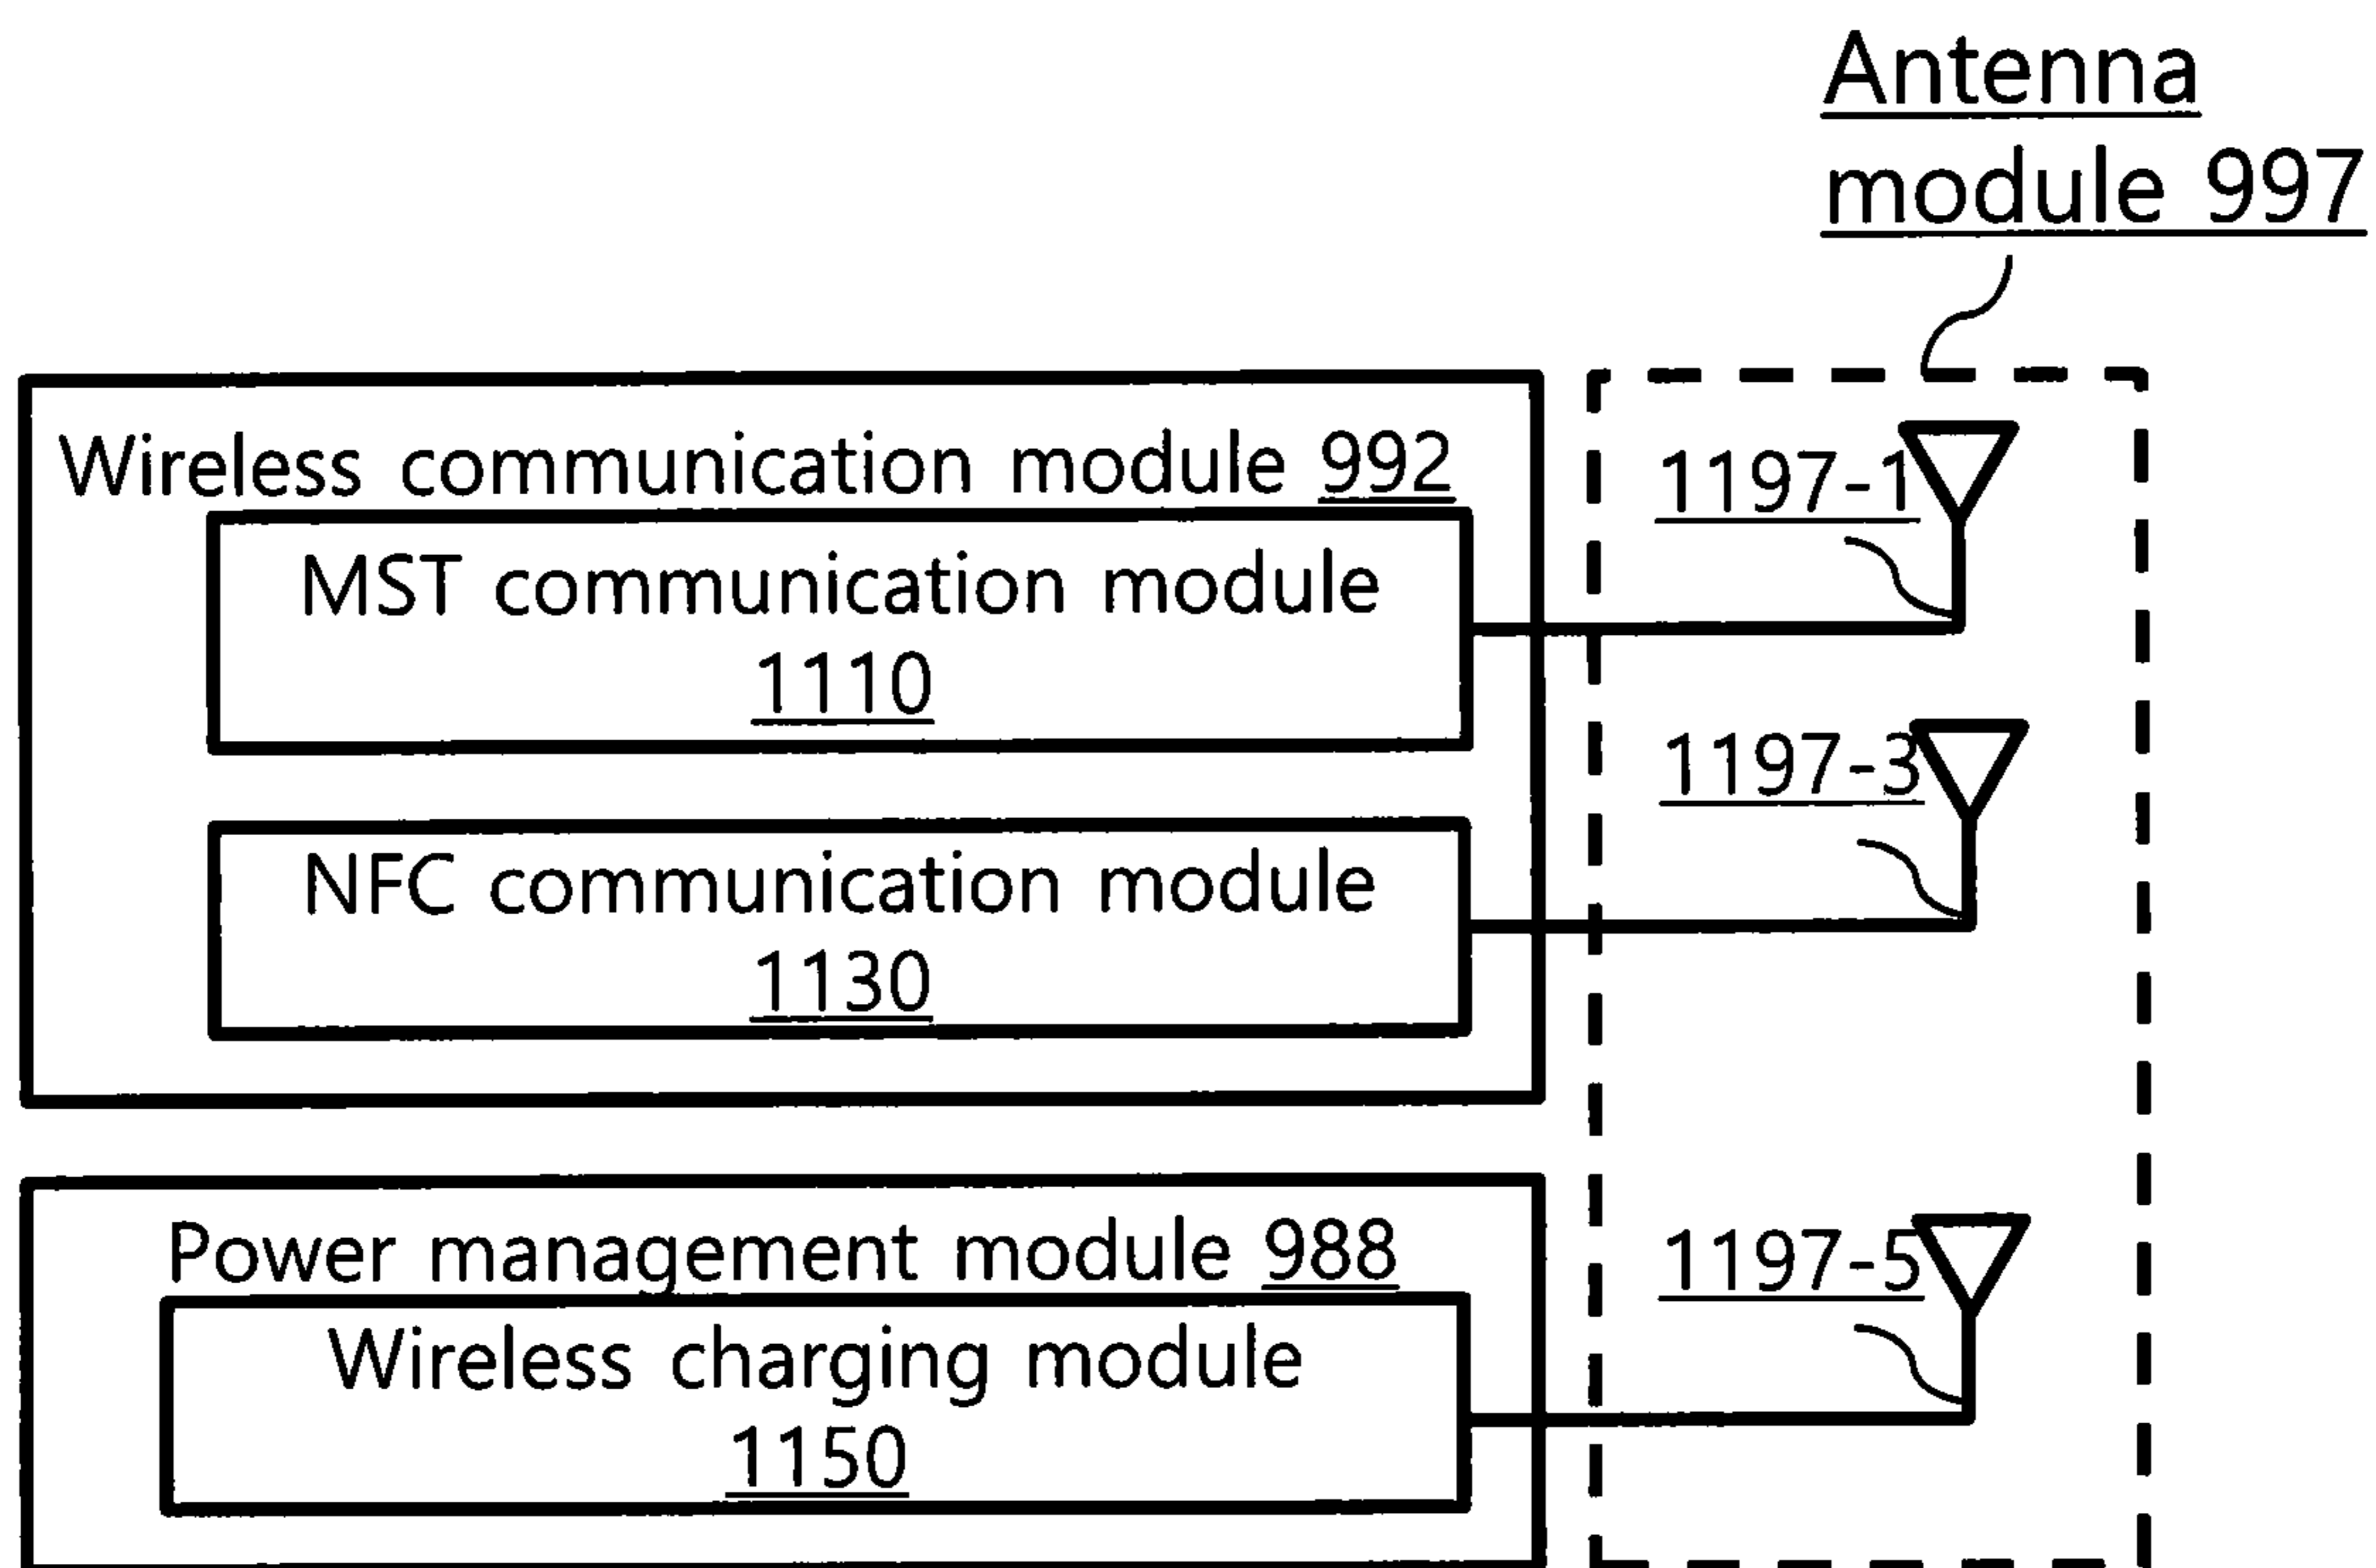 Antenna
module 997
Wireless communication module 992
1197-1
MST communication module
1110
1197-3
NFC communication module
1130
Power management module 988
1197-5
Wireless charging module
1150